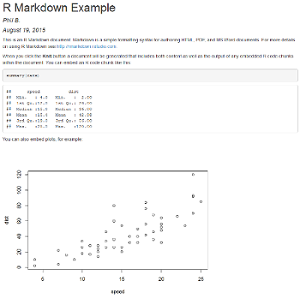 R Markdown Example
Phil B.
August 19, 2015
This is an R Markdown document. Markdown is a simple formatting syntax for authoring HTML, PDF, and MS Word documents. For more details
on using R Markdown see http://rmarkdown.rstudio.com.
When you click the Knit button a document will be generated that includes both content as well as the output of any embedded R code chunks
within the document. You can embed an R code chunk like this:
summary(cars)
## speed dist
## Min. : 4.0 Min. : 2.00
## 1st Qu.:12.0 1st Qu.: 26.00
## Median :15.0 Median : 36.00
## Mean :15.4 Mean : 42.98
## 3rd Qu.:19.0 3rd Qu.: 56.00
## Max. :25.0 Max. :120.00
You can also embed plots, for example:
dist
0 20 40 60 80 100 120
5 10 15 20 25
speed